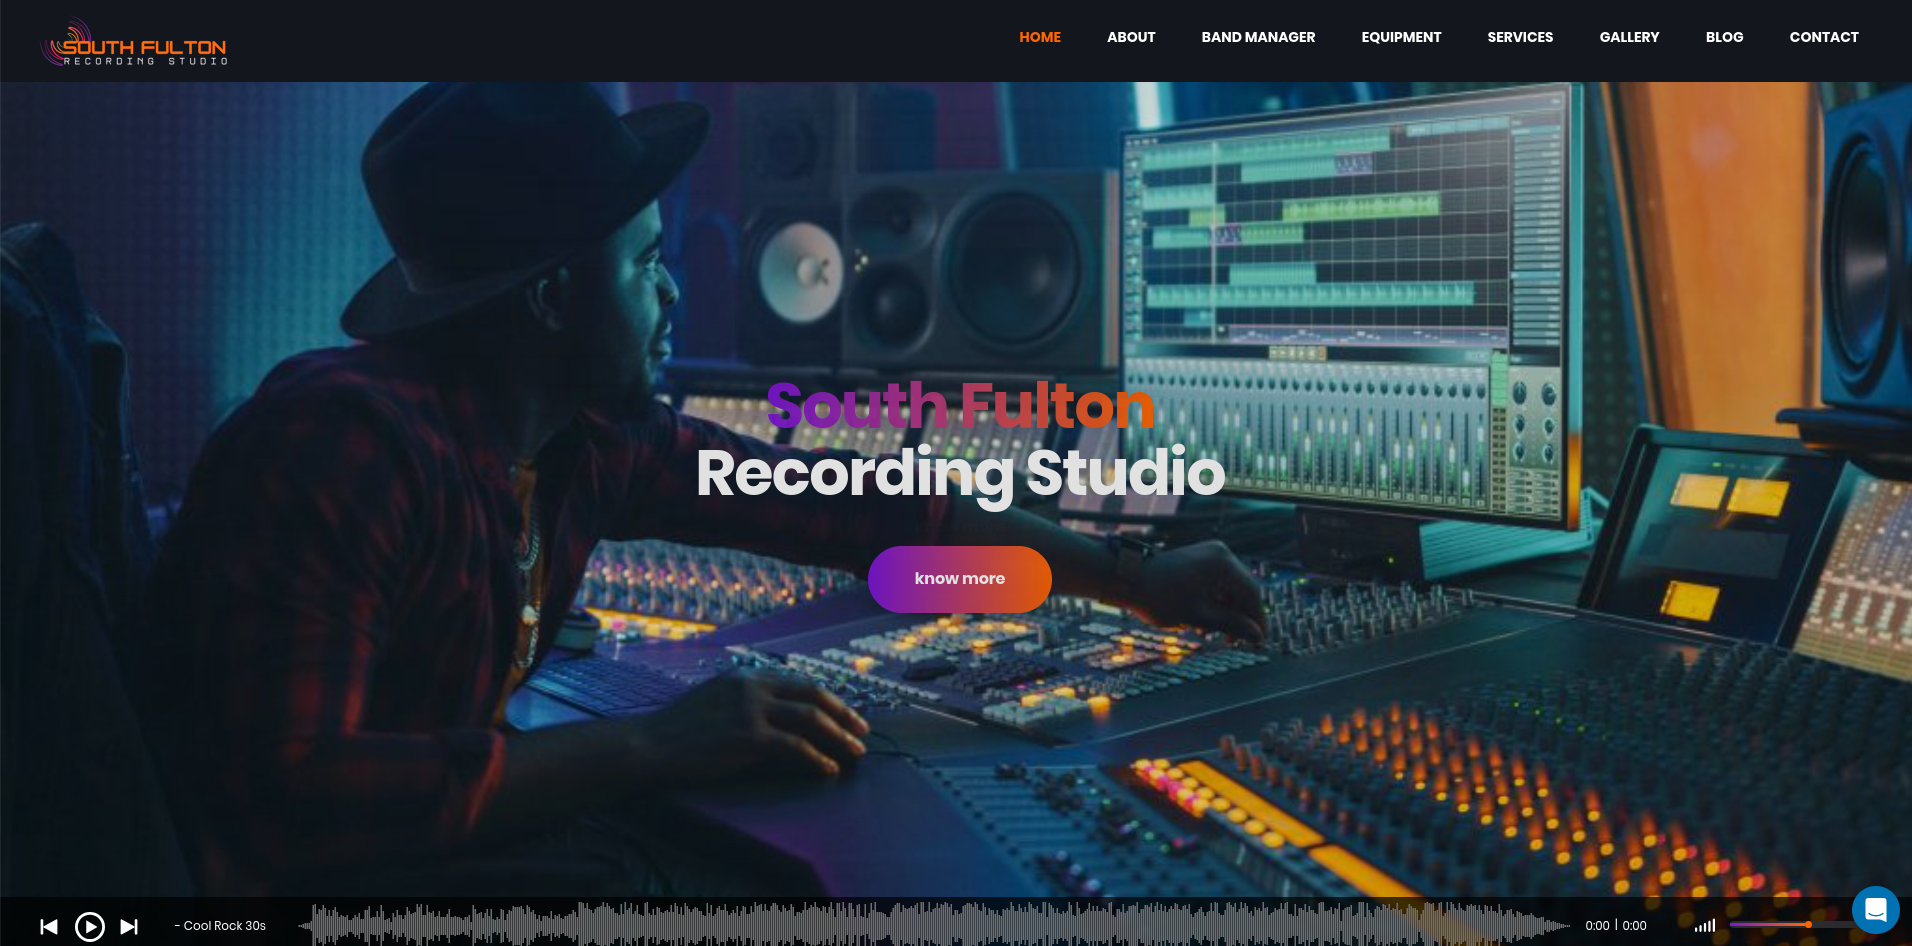 SOUTH FULTON
RECORDING STUDIO
HOME
ABOUT
BAND MANAGER
EQUIPMENT
SERVICES
GALLERY
BLOG
CONTACT
South Fulton
Recording Studio
know more
- Cool Rock 30s
0:00 | 0:00